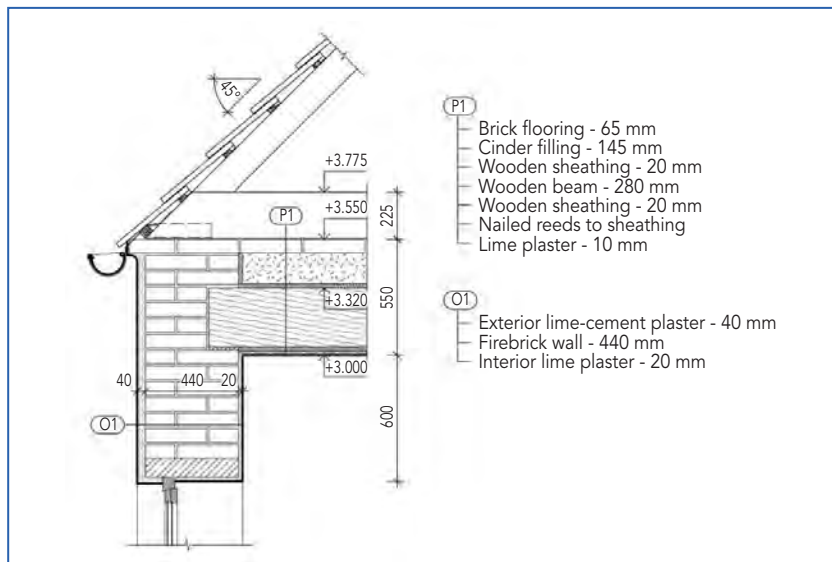 45°
+3.775
P1
+3.550
225
+3.320
550
+3.000
40
440
20
O1
600
P1
Brick flooring - 65 mm
Cinder filling - 145 mm
Wooden sheathing - 20 mm
Wooden beam - 280 mm
Wooden sheathing - 20 mm
Nailed reeds to sheathing
Lime plaster - 10 mm
O1
Exterior lime-cement plaster - 40 mm
Firebrick wall - 440 mm
Interior lime plaster - 20 mm